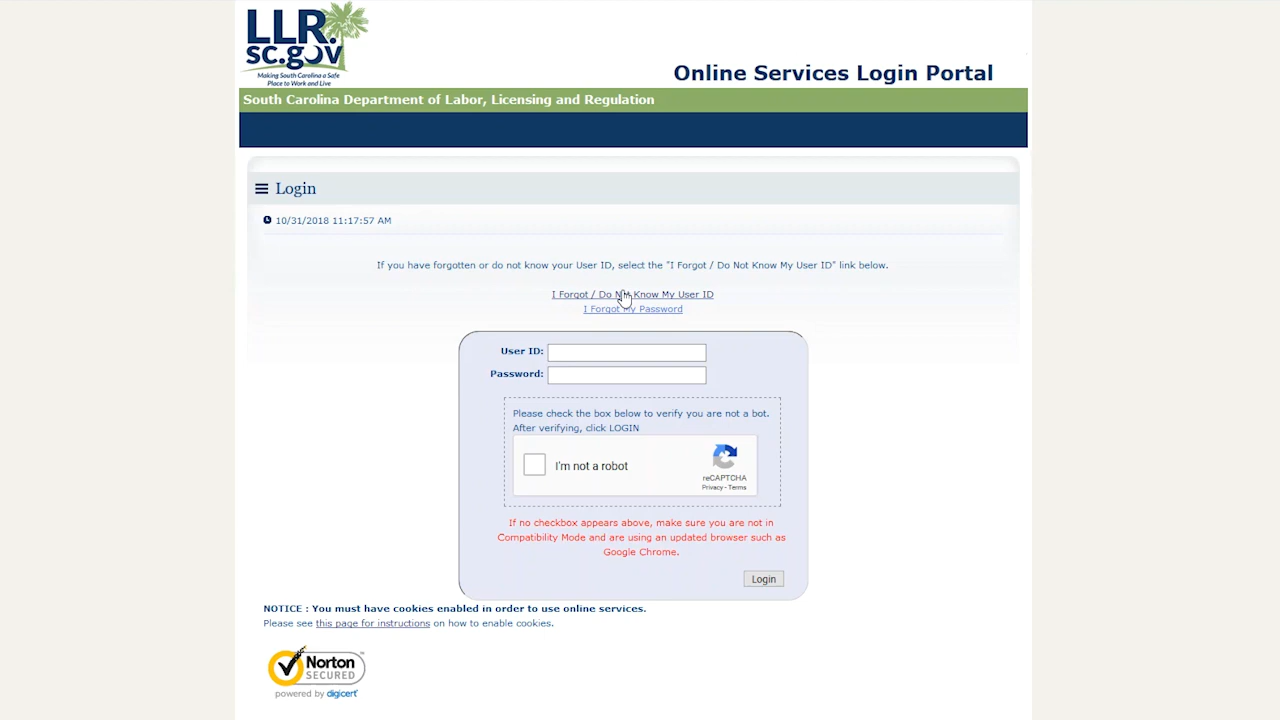 LLR.
sc.gov
Making South Carolina a Safe
Place to Work and Live
Online Services Login Portal
South Carolina Department of Labor, Licensing and Regulation
Login
10/31/2018 11:17:57 AM
If you have forgotten or do not know your User ID, select the "I Forgot / Do Not Know My User ID" link below.
I Forgot / Do Not Know My User ID
I Forgot My Password
User ID:
Password:
Please check the box below to verify you are not a bot.
After verifying, click LOGIN
I'm not a robot
reCAPTCHA
Privacy - Terms
If no checkbox appears above, make sure you are not in
Compatibility Mode and are using an updated browser such as
Google Chrome.
Login
NOTICE : You must have cookies enabled in order to use online services.
Please see this page for instructions on how to enable cookies.
Norton
SECURED
powered by digicert